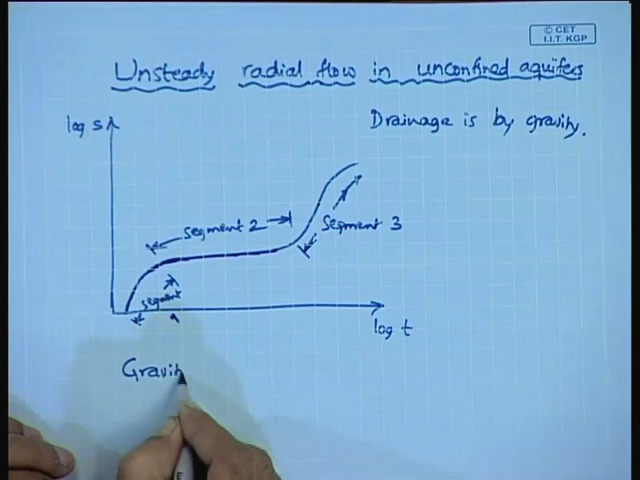 © CET
I.I.T. KGP
Unsteady radial flow in unconfined aquifers
log s
Drainage is by gravity.
segment 2
segment 3
segment
1
log t
Gravit